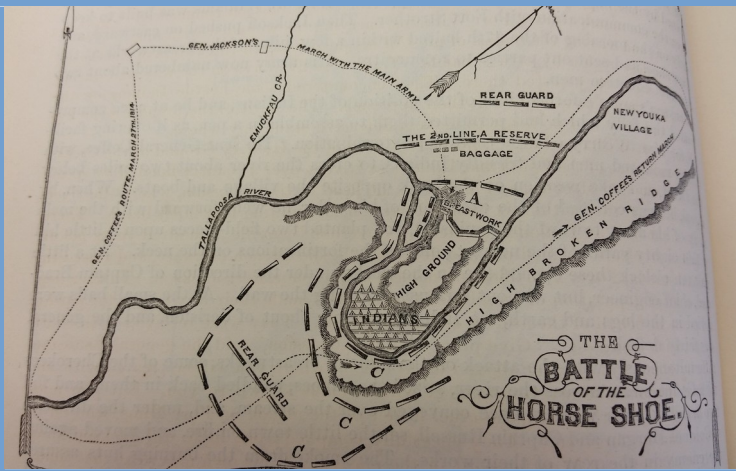 GEN. JACKSON'S
MARCH WITH THE MAIN ARMY
EMUCKFAU CR.
GEN. COFFEE'S ROUTE, MARCH 27TH. 1814.
REAR GUARD
NEW YOUKA
VILLAGE
THE 2ND. LINE, A RESERVE
BAGGAGE
A
BREASTWORK
TALLAPOOSA
RIVER
GEN. COFFEE'S RETURN MARCH
HIGH BROKEN RIDGE
HIGH GROUND
INDIANS
REAR GUARD
C
C
C
THE
BATTLE
OF THE
HORSE SHOE.